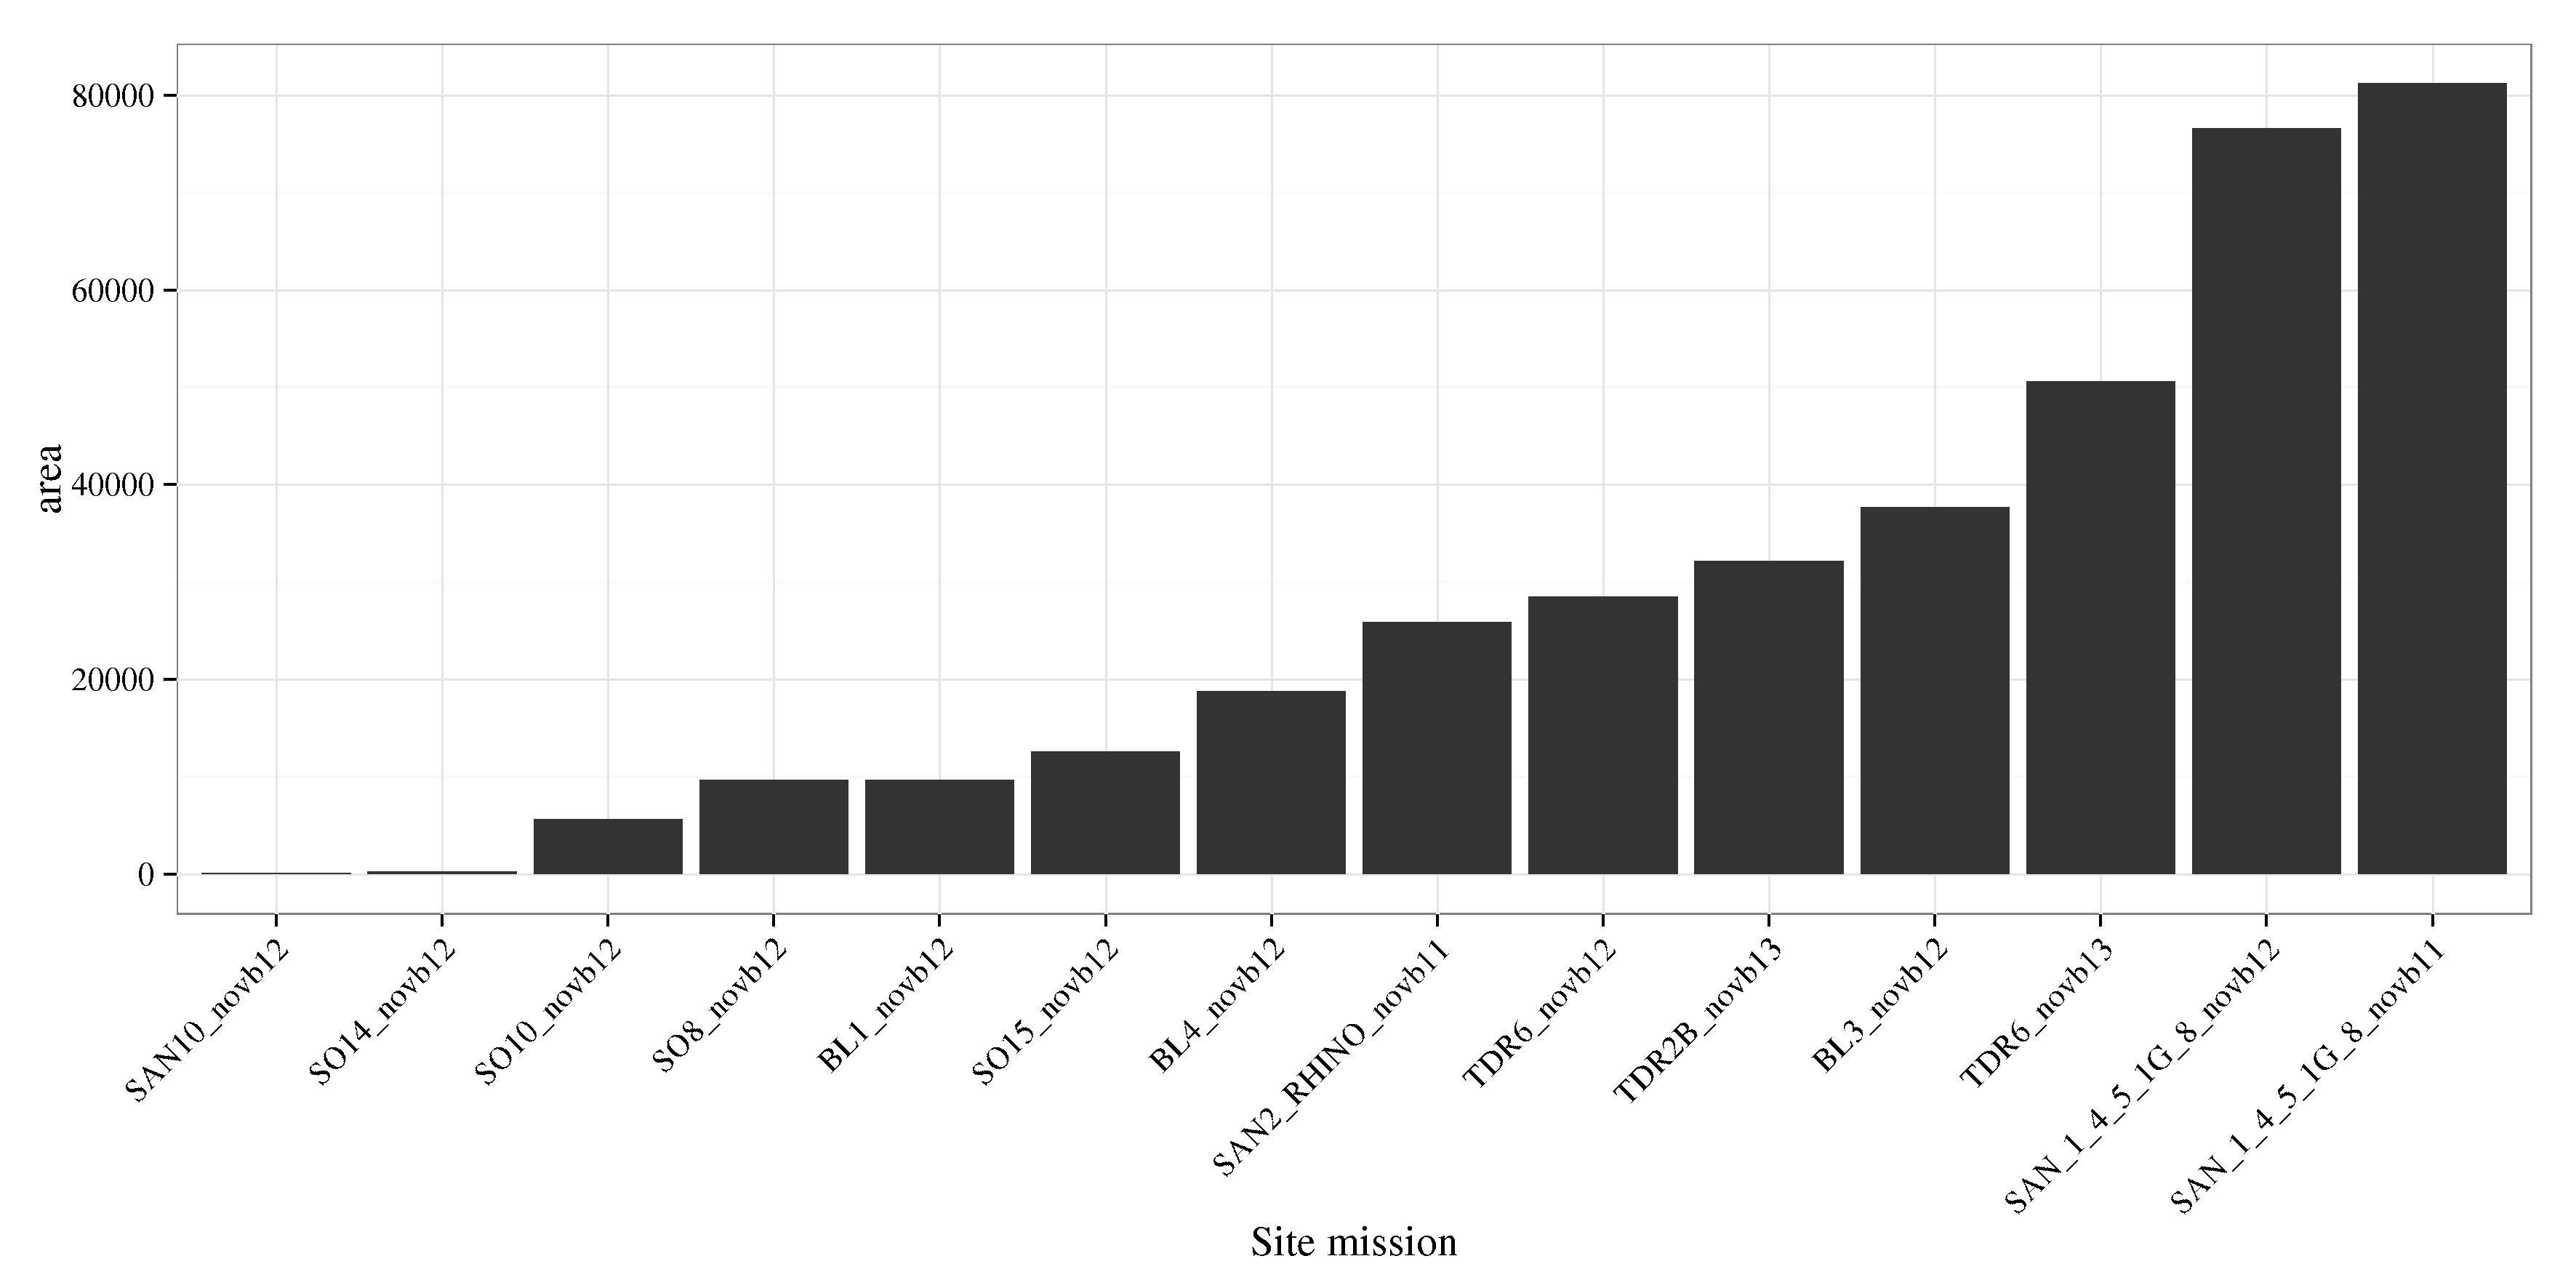 area
80000
60000
40000
20000
0
SAN10_novb12
SO14_novb12
SO10_novb12
SO8_novb12
BL1_novb12
SO15_novb12
BL4_novb12
SAN2_RHINO_novb11
TDR6_novb12
TDR2B_novb13
BL3_novb12
TDR6_novb13
SAN_1_4_5_1G_8_novb12
SAN_1_4_5_1G_8_novb11
Site mission